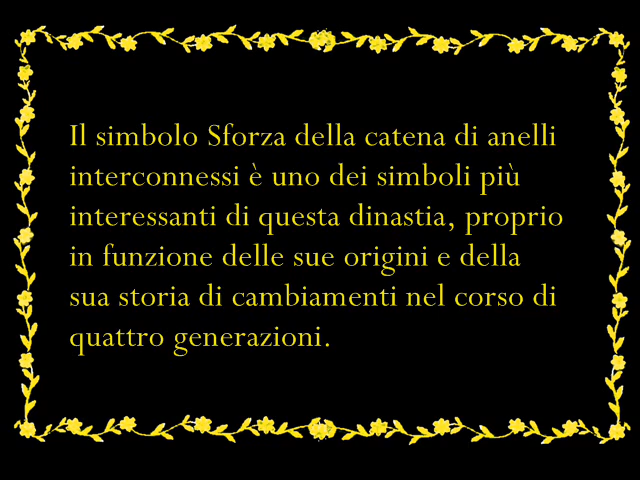 Il simbolo Sforza della catena di anelli
interconnessi è uno dei simboli più
interessanti di questa dinastia, proprio
in funzione delle sue origini e della
sua storia di cambiamenti nel corso di
quattro generazioni.